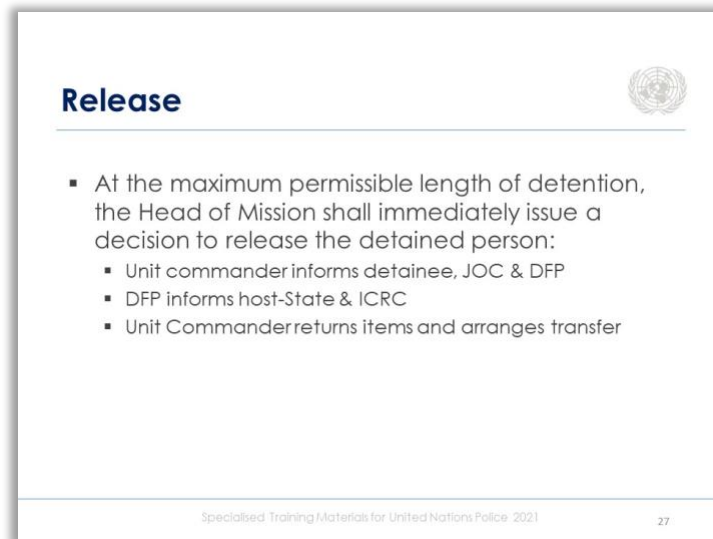 Release
▪ At the maximum permissible length of detention,
the Head of Mission shall immediately issue a
decision to release the detained person:
▪ Unit commander informs detainee, JOC & DFP
▪ DFP informs host-State & ICRC
▪ Unit Commander returns items and arranges transfer
Specialised Training Materials for United Nations Police 2021
27